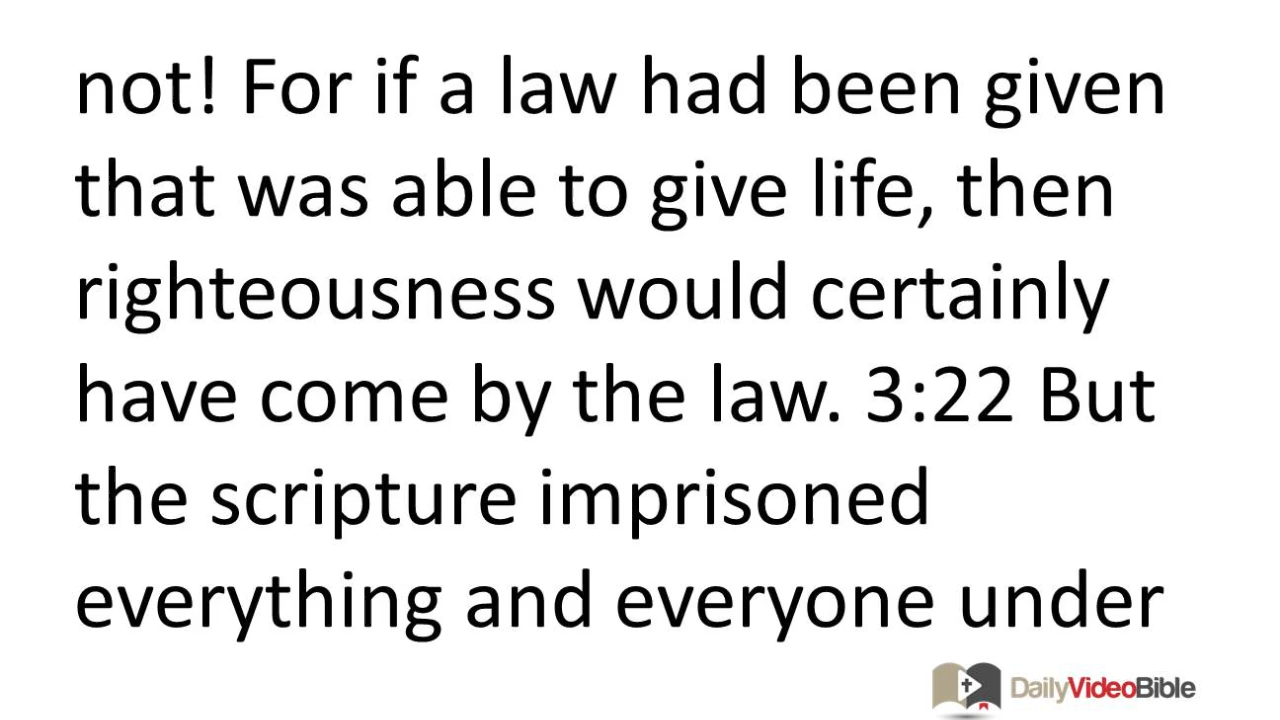 not! For if a law had been given
that was able to give life, then
righteousness would certainly
have come by the law. 3:22 But
the scripture imprisoned
everything and everyone under
DailyVideoBible